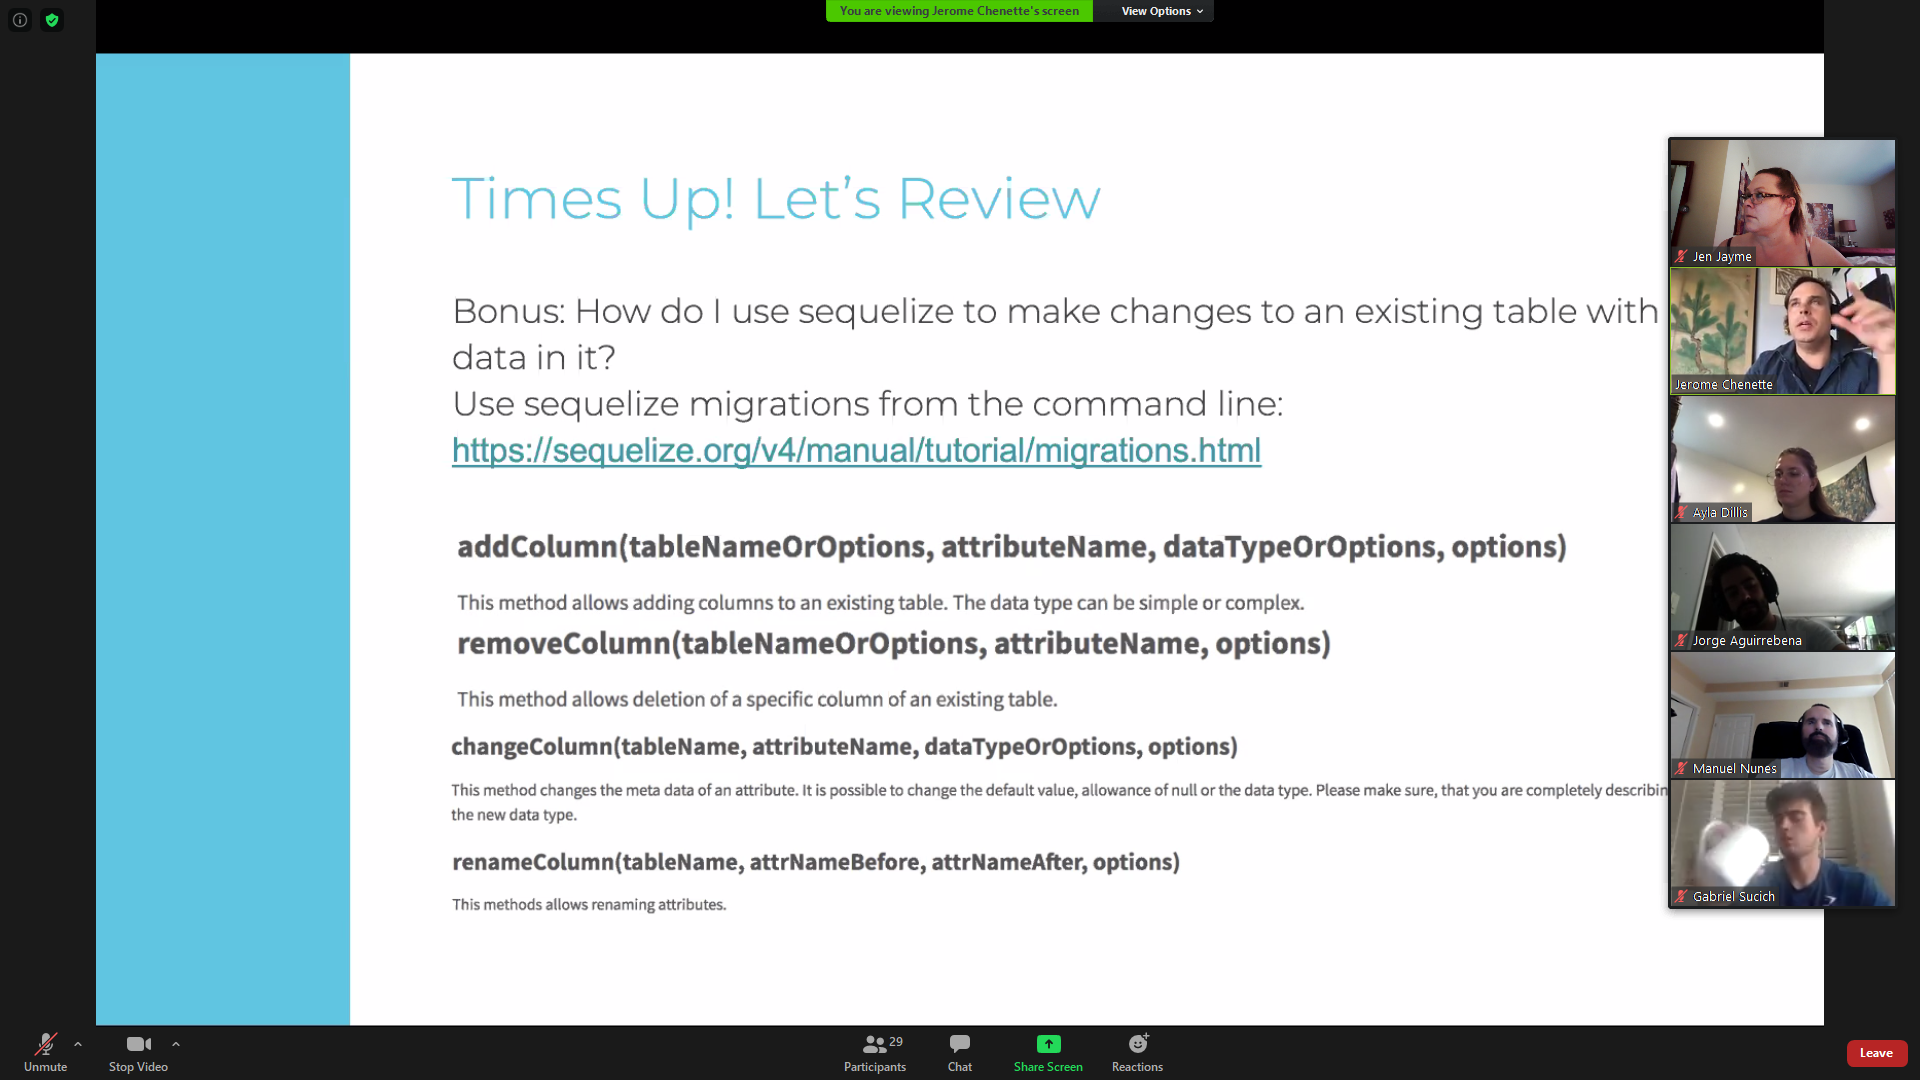 You are viewing Jerome Chenette's screen View Options
Times Up! Let's Review
Bonus: How do I use sequelize to make changes to an existing table with
data in it?
Use sequelize migrations from the command line:
https://sequelize.org/v4/manual/tutorial/migrations.html
addColumn(tableNameOrOptions, attributeName, dataTypeOrOptions, options)
This method allows adding columns to an existing table. The data type can be simple or complex.
removeColumn(tableNameOrOptions, attributeName, options)
This method allows deletion of a specific column of an existing table.
changeColumn(tableName, attributeName, dataTypeOrOptions, options)
This method changes the meta data of an attribute. It is possible to change the default value, allowance of null or the data type. Please make sure, that you are completely describin
the new data type.
renameColumn(tableName, attrNameBefore, attrNameAfter, options)
This methods allows renaming attributes.
Jen Jayme
Jerome Chenette
Ayla Dillis
Jorge Aguirrebena
Manuel Nunes
Gabriel Sucich
Unmute
Stop Video
29
Participants
Chat
Share Screen
Reactions
Leave